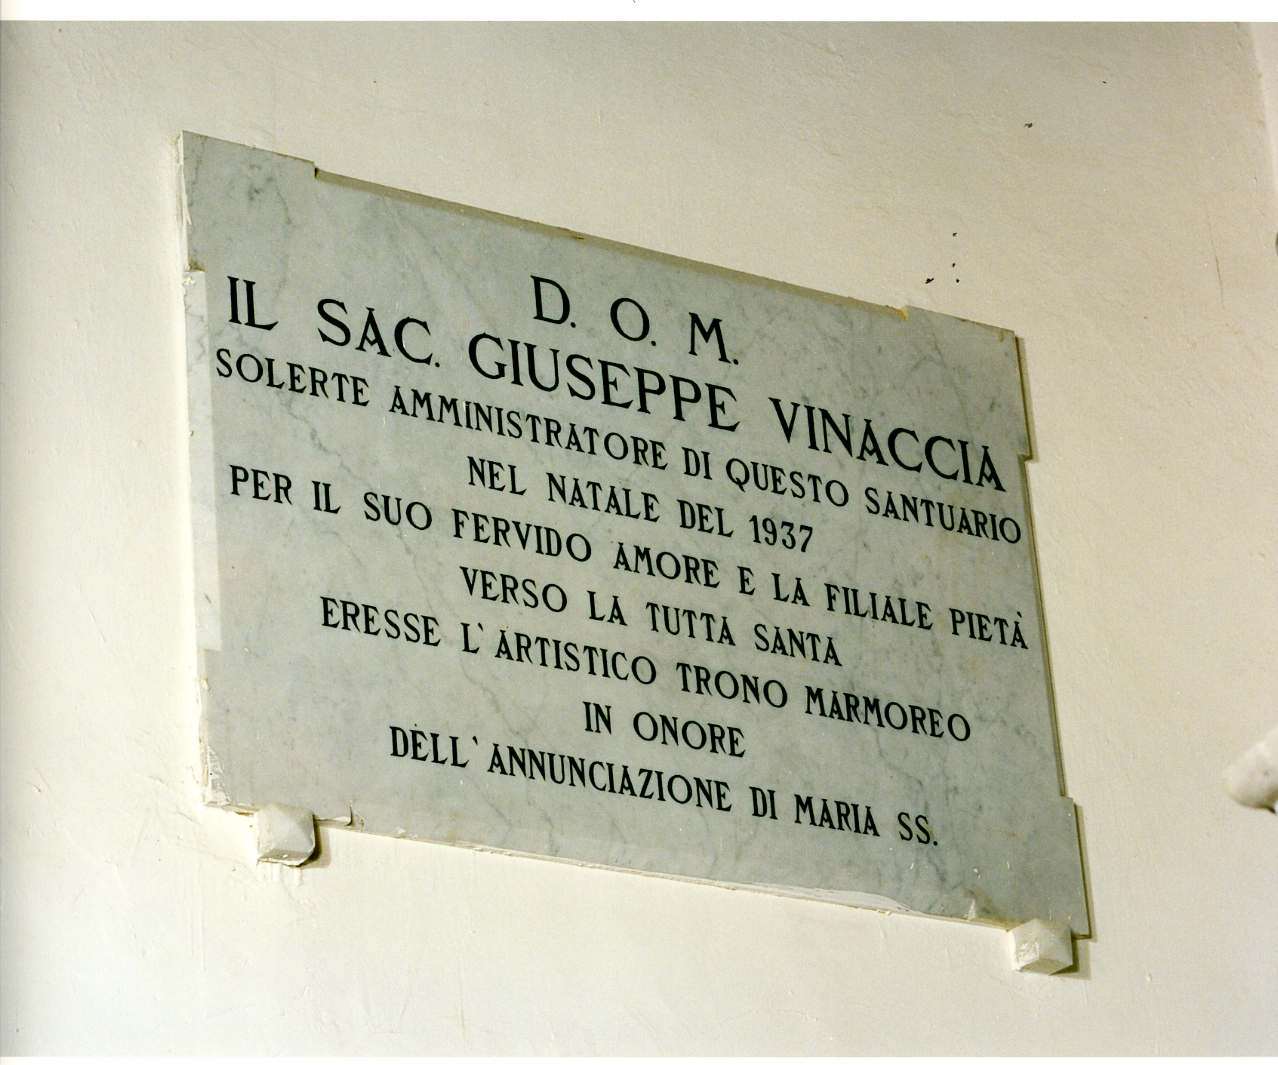 D. O. M.
IL SAC. GIUSEPPE VINACCIA
SOLERTE AMMINISTRATORE DI QUESTO SANTUARIO
NEL NATALE DEL 1937
PER IL SUO FERVIDO AMORE E LA FILIALE PIETÀ
VERSO LA TUTTA SANTA
ERESSE L'ARTISTICO TRONO MARMOREO
IN ONORE
DELL'ANNUNCIAZIONE DI MARIA SS.